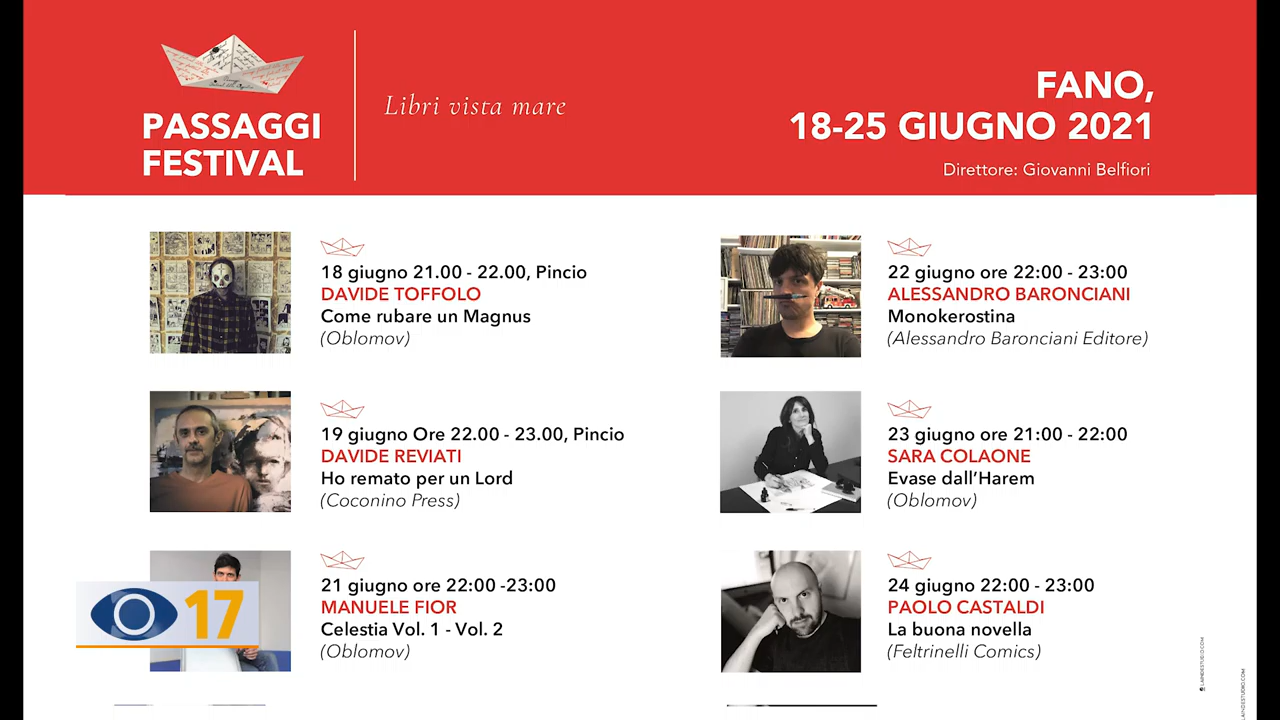 PASSAGGI
FESTIVAL
Libri vista mare
FANO,
18-25 GIUGNO 2021
Direttore: Giovanni Belfiori
18 giugno 21.00 - 22.00, Pincio
DAVIDE TOFFOLO
Come rubare un Magnus
(Oblomov)
19 giugno Ore 22.00 - 23.00, Pincio
DAVIDE REVIATI
Ho remato per un Lord
(Coconino Press)
21 giugno ore 22:00 -23:00
MANUELE FIOR
Celestia Vol. 1 - Vol. 2
(Oblomov)
17
22 giugno ore 22:00 - 23:00
ALESSANDRO BARONCIANI
Monokerostina
(Alessandro Baronciani Editore)
23 giugno ore 21:00 - 22:00
SARA COLAONE
Evase dall'Harem
(Oblomov)
24 giugno 22:00 - 23:00
PAOLO CASTALDI
La buona novella
(Feltrinelli Comics)